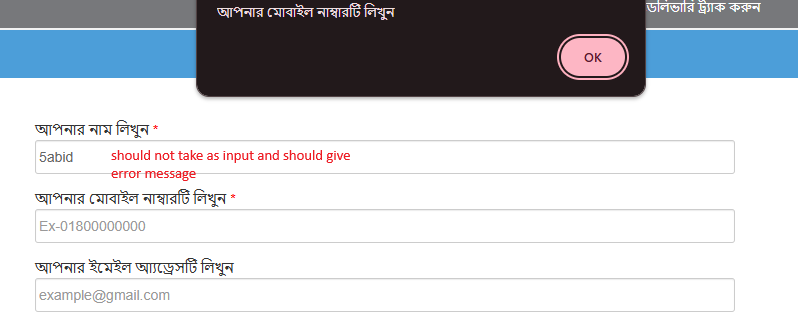 আপনার মোবাইল নাম্বারটি লিখুন
ডেলিভারি ট্র্যাক করুন
OK
আপনার নাম লিখুন *
5abid
should not take as input and should give
error message
আপনার মোবাইল নাম্বারটি লিখুন *
Ex-01800000000
আপনার ইমেইল অ্যাড্রেসটি লিখুন
example@gmail.com